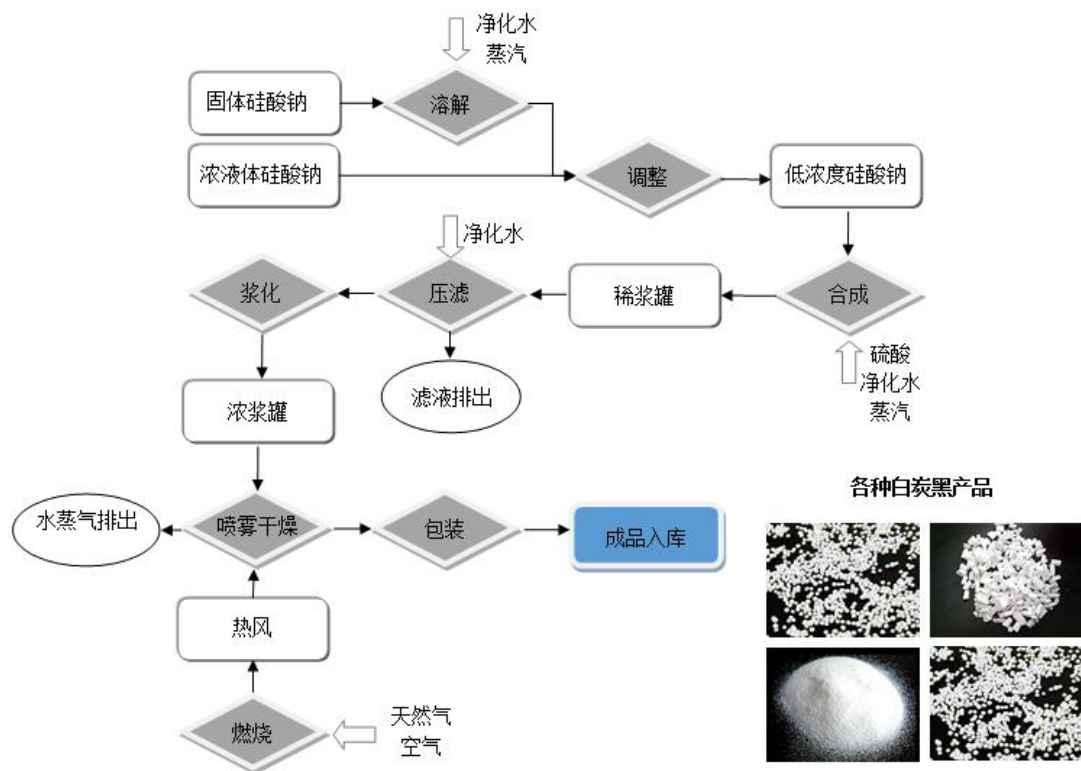 净化水
蒸汽
固体硅酸钠
溶解
浓液体硅酸钠
调整
低浓度硅酸钠
净化水
浆化
压滤
稀浆罐
合成
硫酸
净化水
蒸汽
滤液排出
浓浆罐
各种白炭黑产品
水蒸气排出
喷雾干燥
包装
成品入库
热风
燃烧
天然气
空气